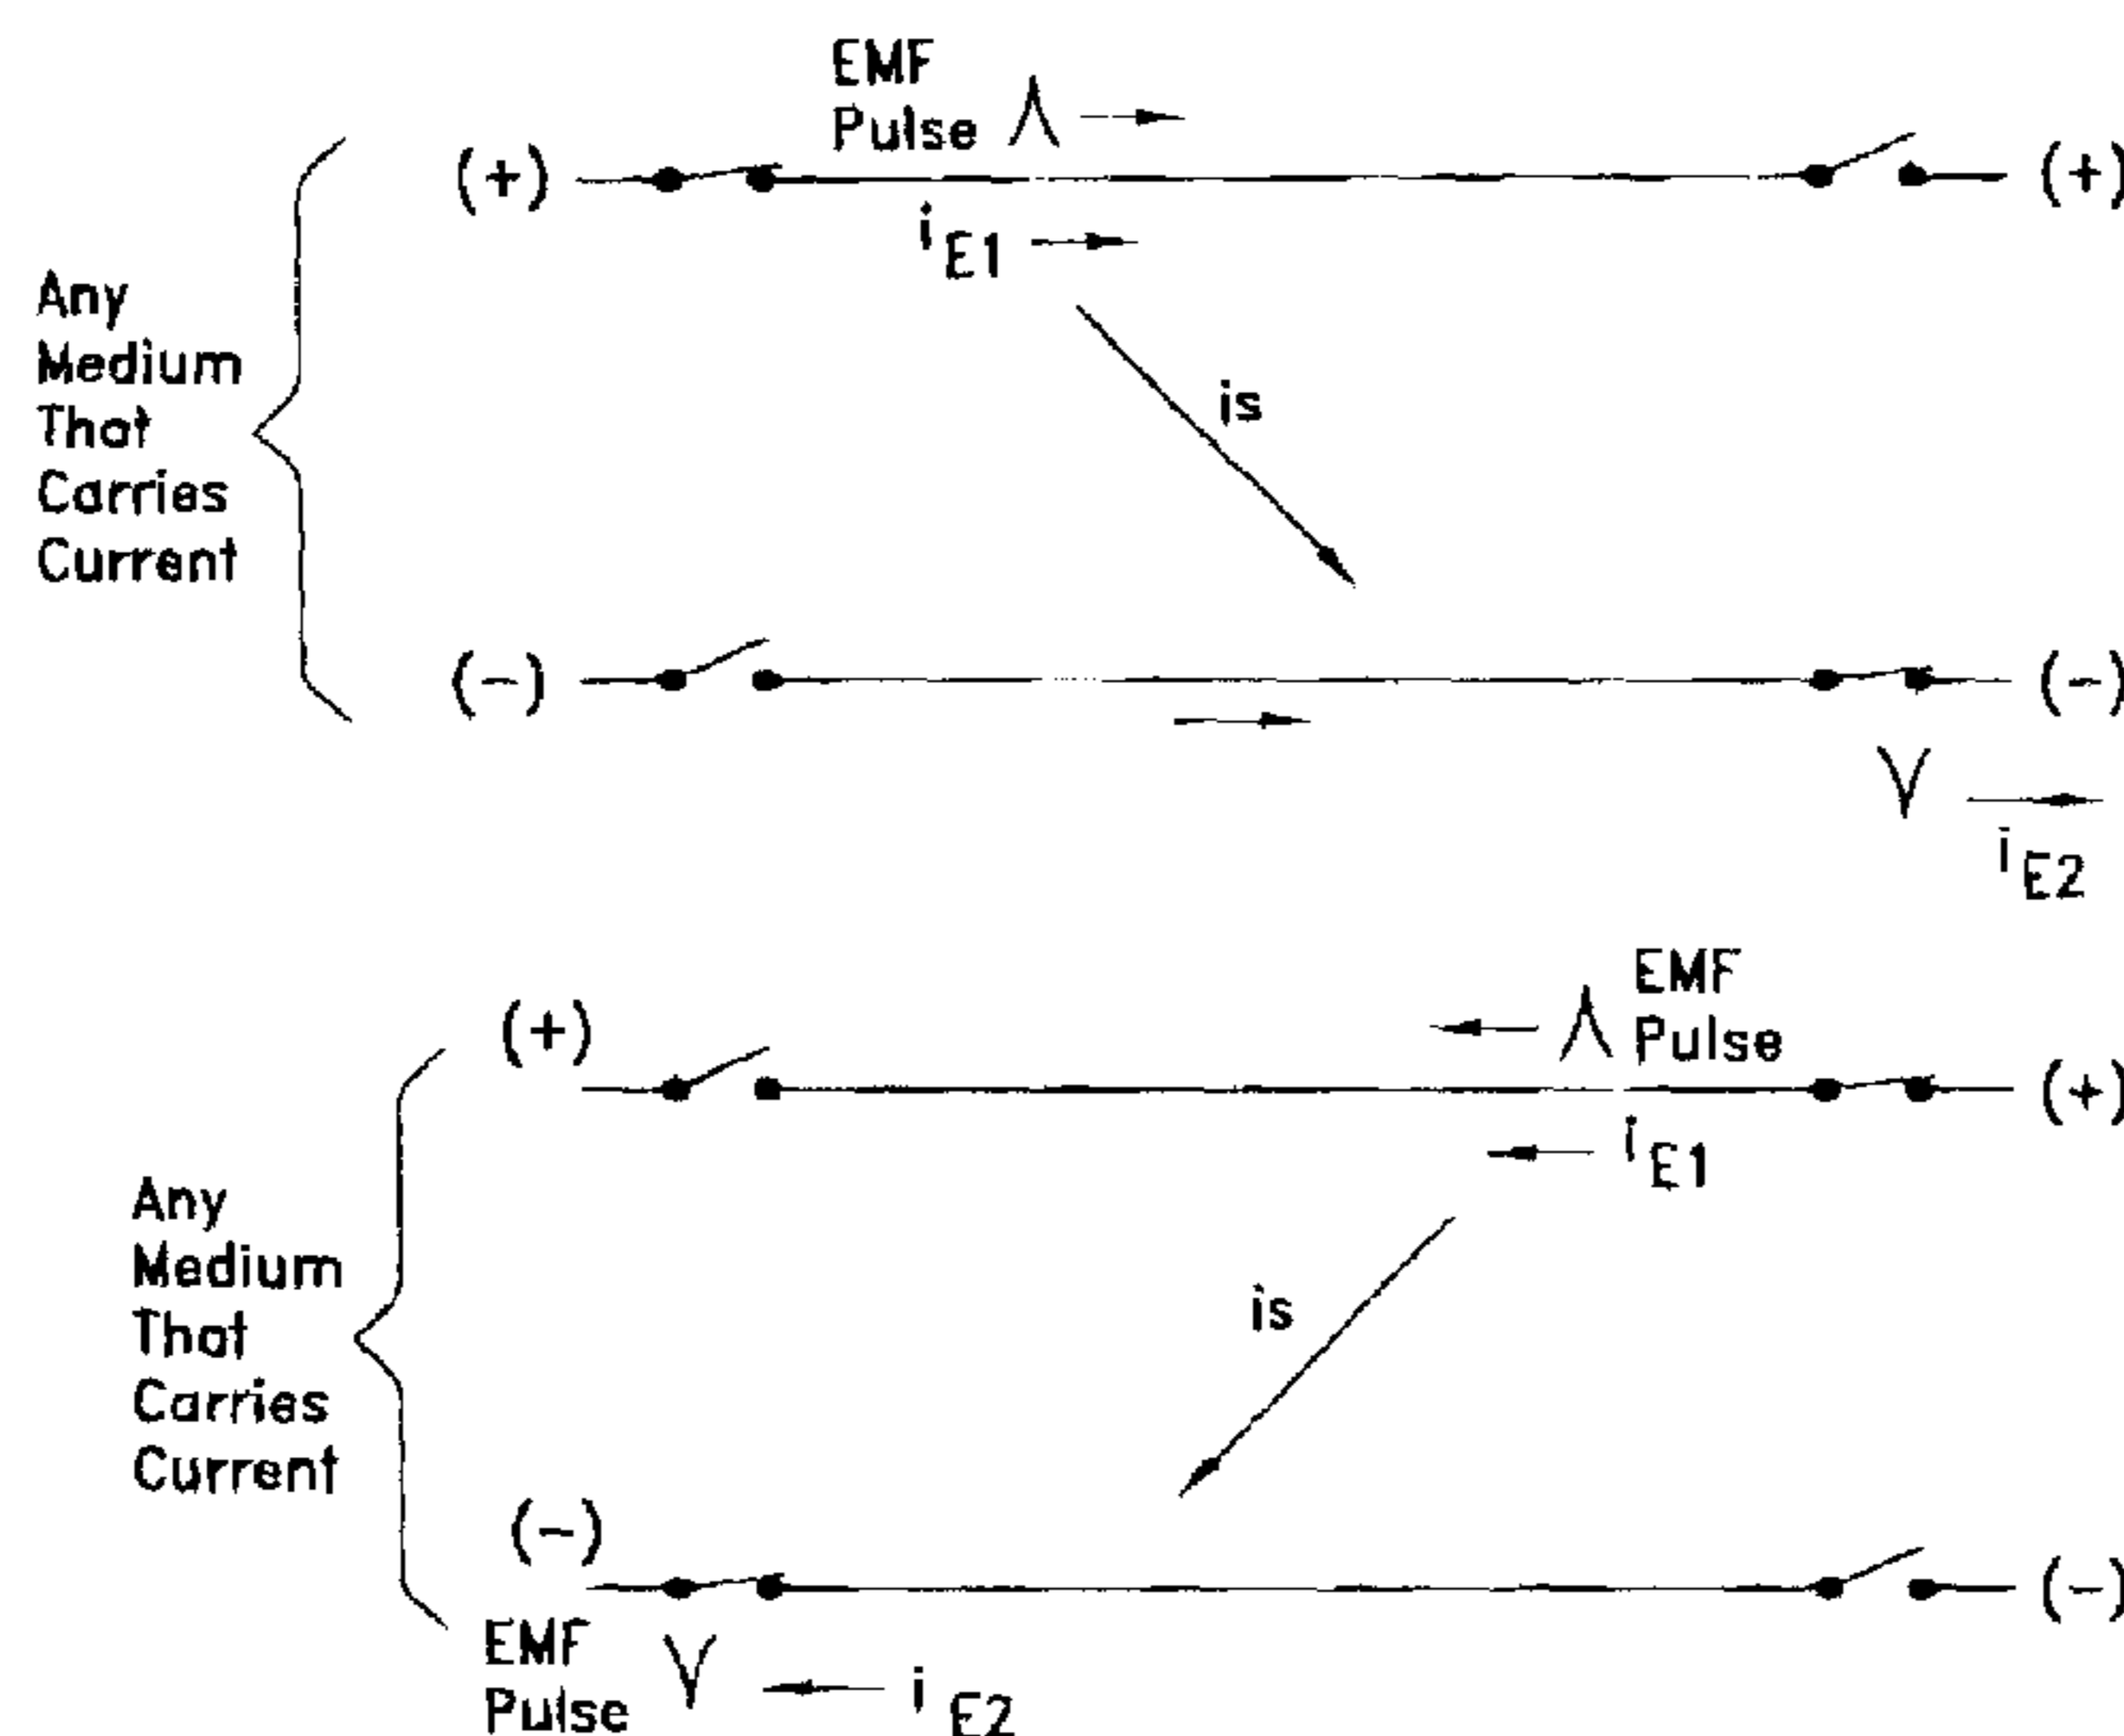 EMF
Pulse
(+) (+)
i E1
Any
Medium
That
Carries
Current
is
(-) (-)
i E2
EMF
Pulse
(+) (+)
i E1
Any
Medium
That
Carries
Current
is
(-) (-)
EMF
Pulse
i E2